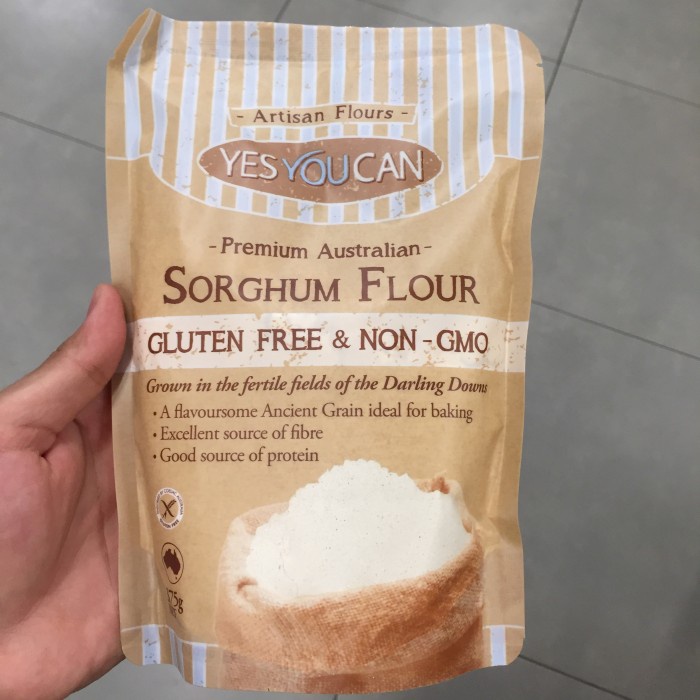 - Artisan Flours -
YES YOU CAN
- Premium Australian -
SORGHUM FLOUR
GLUTEN FREE & NON-GMO
Grown in the fertile fields of the Darling Downs
• A flavoursome Ancient Grain ideal for baking
• Excellent source of fibre
• Good source of protein